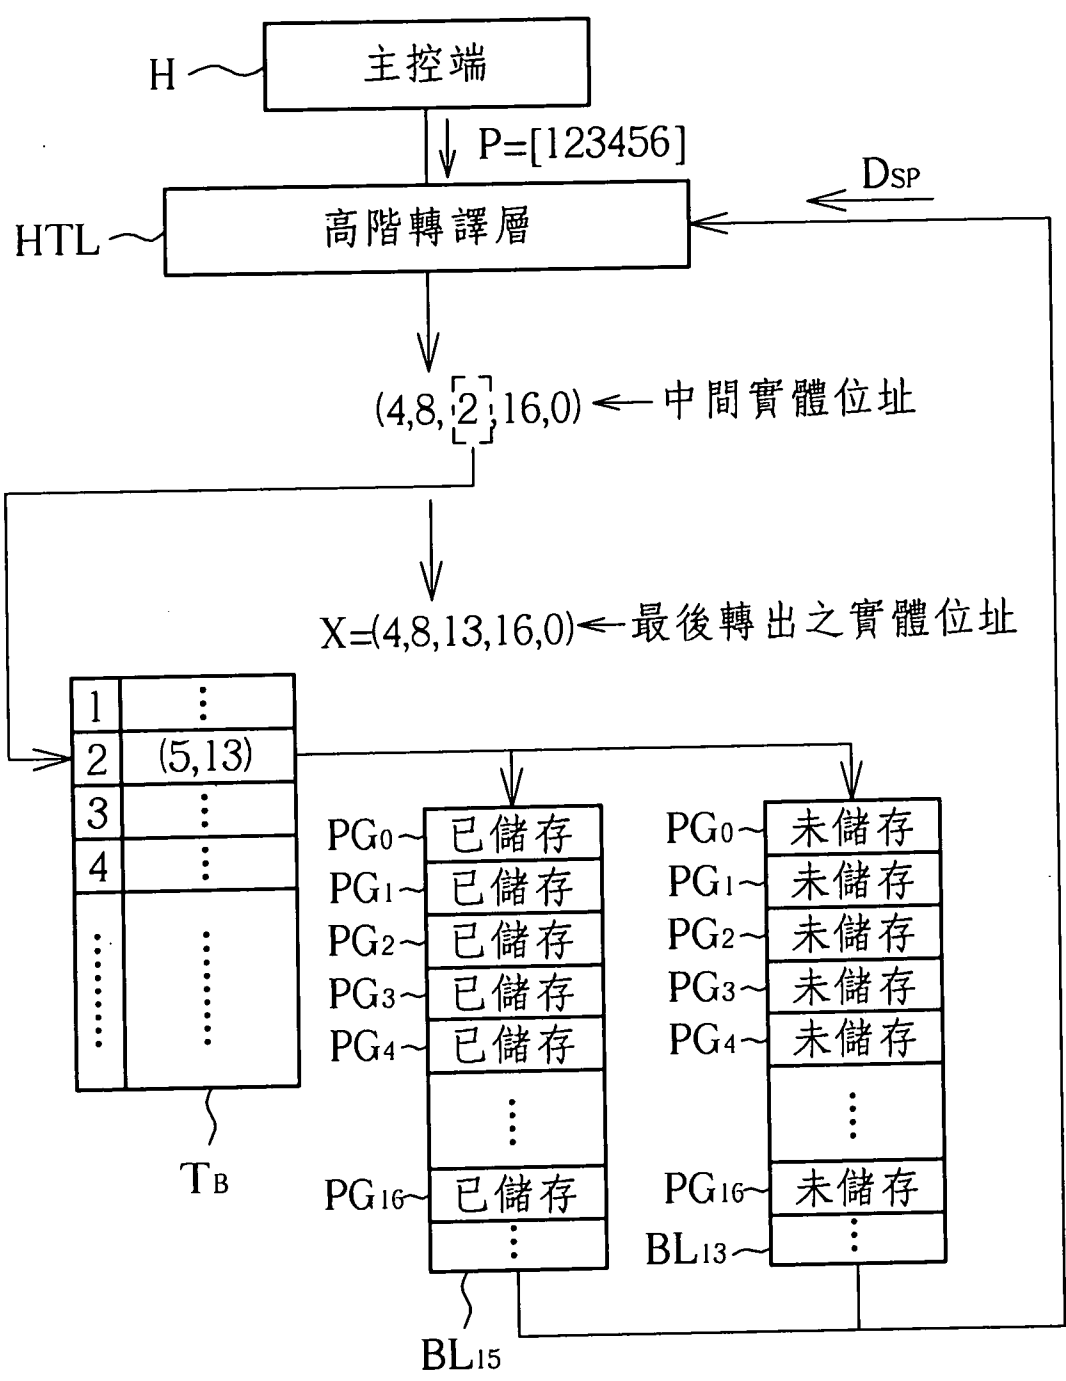 H
主控端
P=[123456]
DSP
HTL
高階轉譯層
(4,8,2,16,0)
中間實體位址
X=(4,8,13,16,0)
最後轉出之實體位址
1 ⋮
2 (5,13)
3 ⋮
4 ⋮
⋮ ⋮
TB
PG0 已儲存
PG1 已儲存
PG2 已儲存
PG3 已儲存
PG4 已儲存
⋮
PG16 已儲存
⋮
BL15
PG0 未儲存
PG1 未儲存
PG2 未儲存
PG3 未儲存
PG4 未儲存
⋮
PG16 未儲存
⋮
BL13